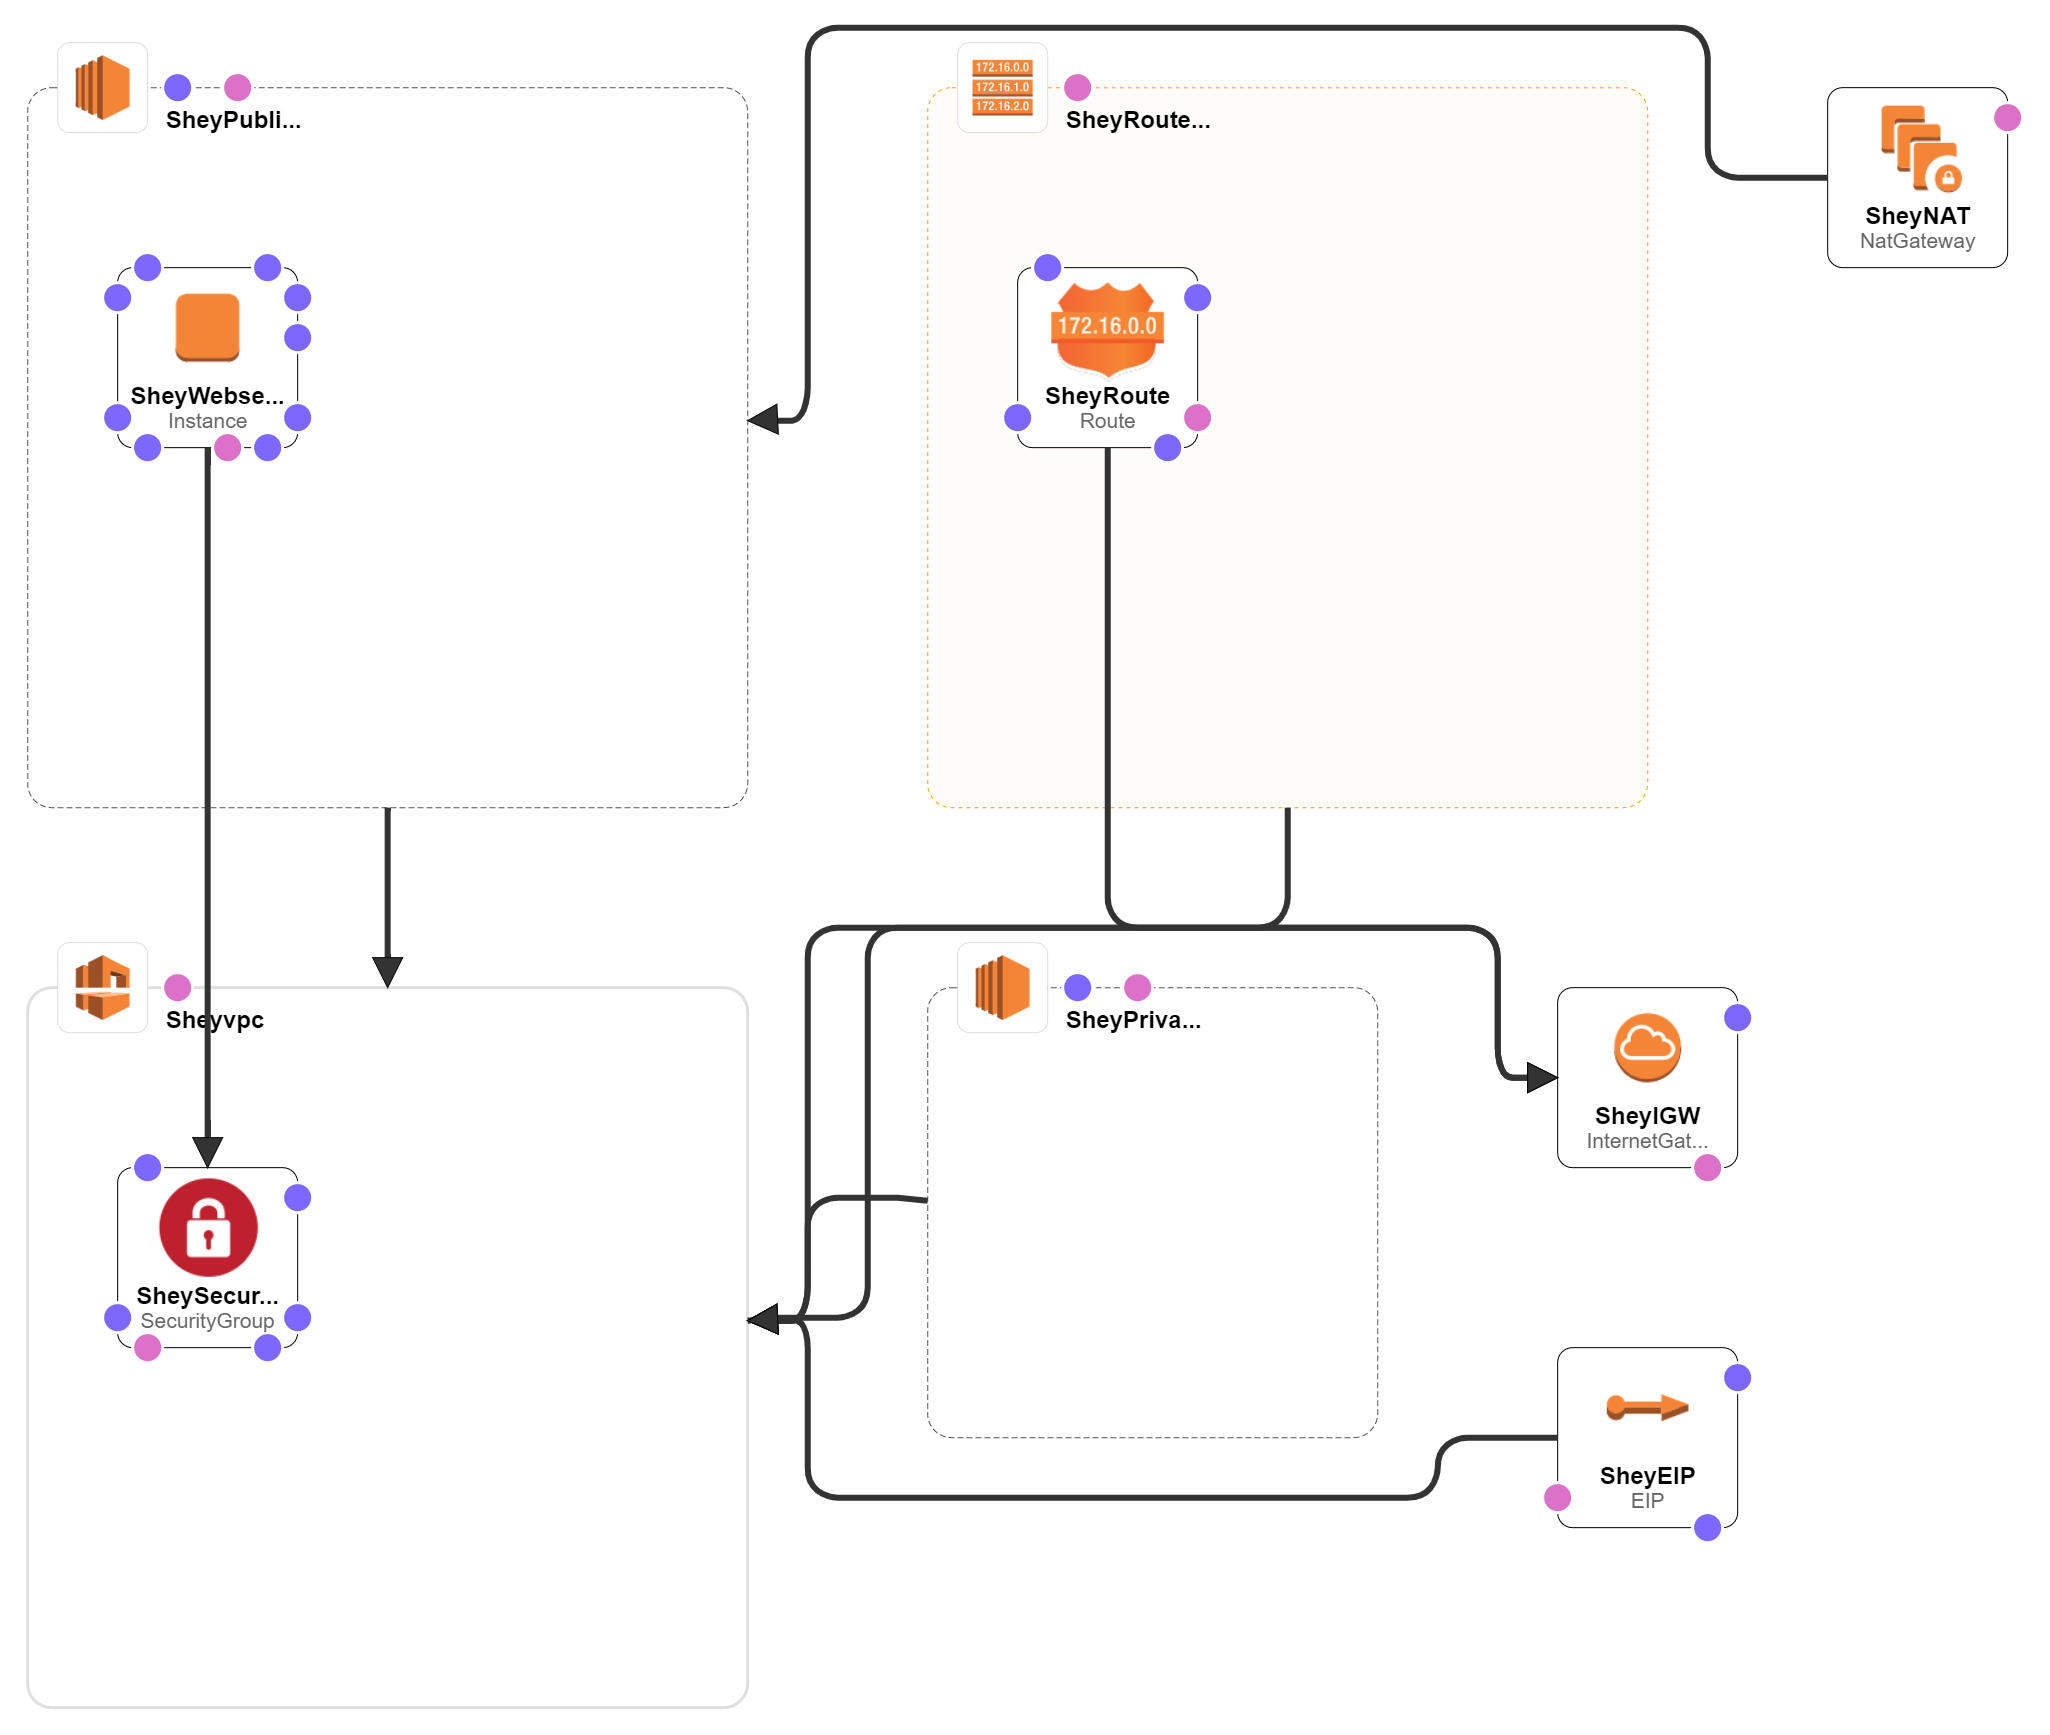 172.16.0.0
172.16.1.0
172.16.2.0
SheyPubli...
SheyRoute...
SheyNAT
NatGateway
172.16.0.0
SheyWebse...
Instance
SheyRoute
Route
Sheyvpc
SheyPriva...
SheyIGW
InternetGat...
SheySecur...
SecurityGroup
SheyEIP
EIP